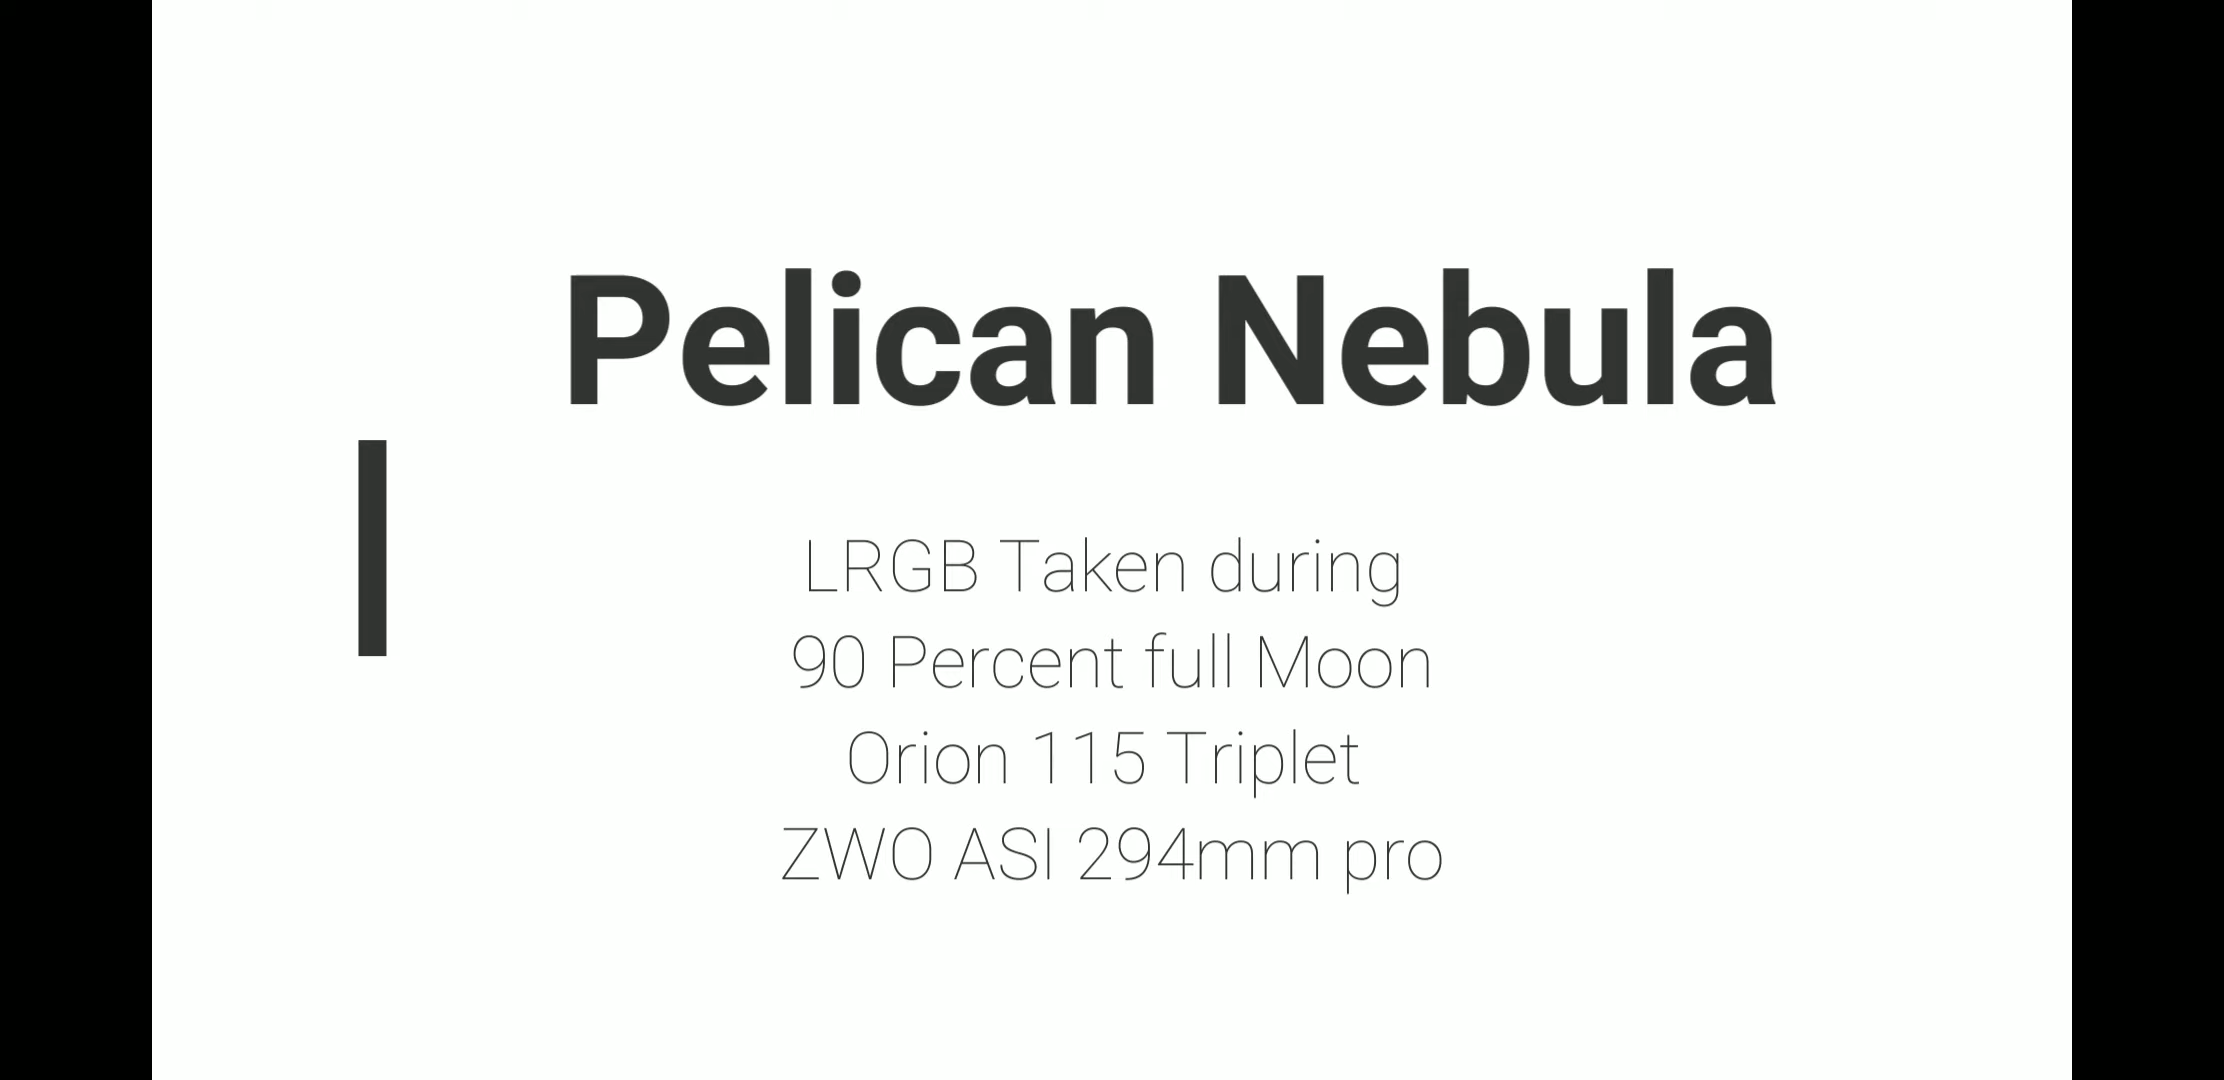 Pelican Nebula
LRGB Taken during
90 Percent full Moon
Orion 115 Triplet
ZWO ASI 294mm pro